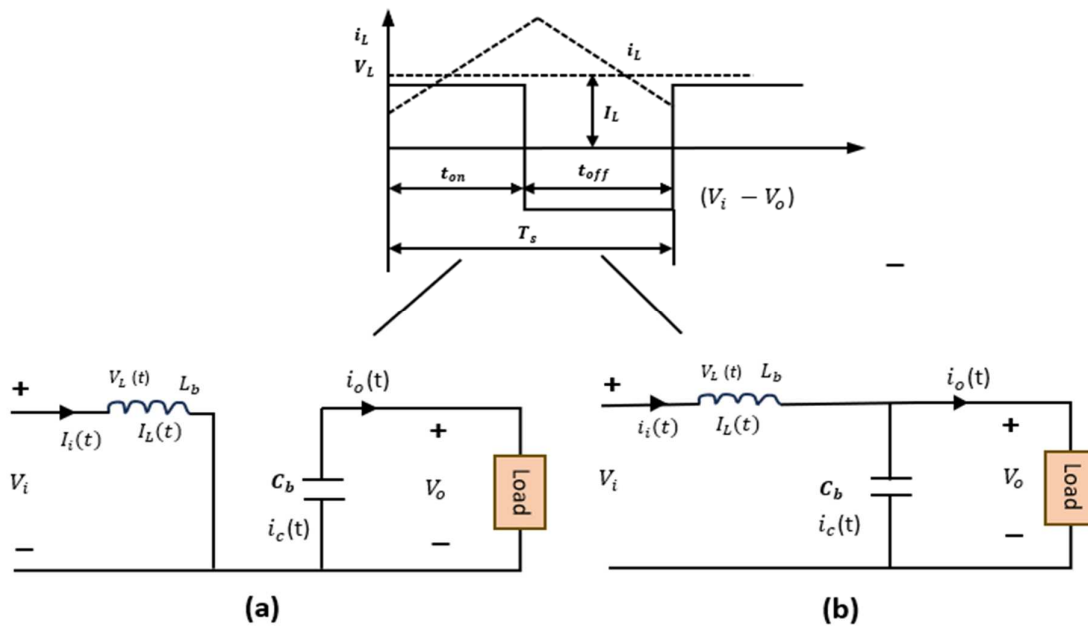 i_L
V_L
i_L
I_L
t_on
t_off
(V_i − V_o)
T_s
−
+
V_L (t) L_b
I_i(t) I_L(t)
V_i
−
i_o(t)
+
C_b
V_o
i_c(t)
−
Load
(a)
+
V_L (t) L_b
i_i(t) I_L(t)
V_i
−
i_o(t)
+
C_b
V_o
i_c(t)
−
Load
(b)